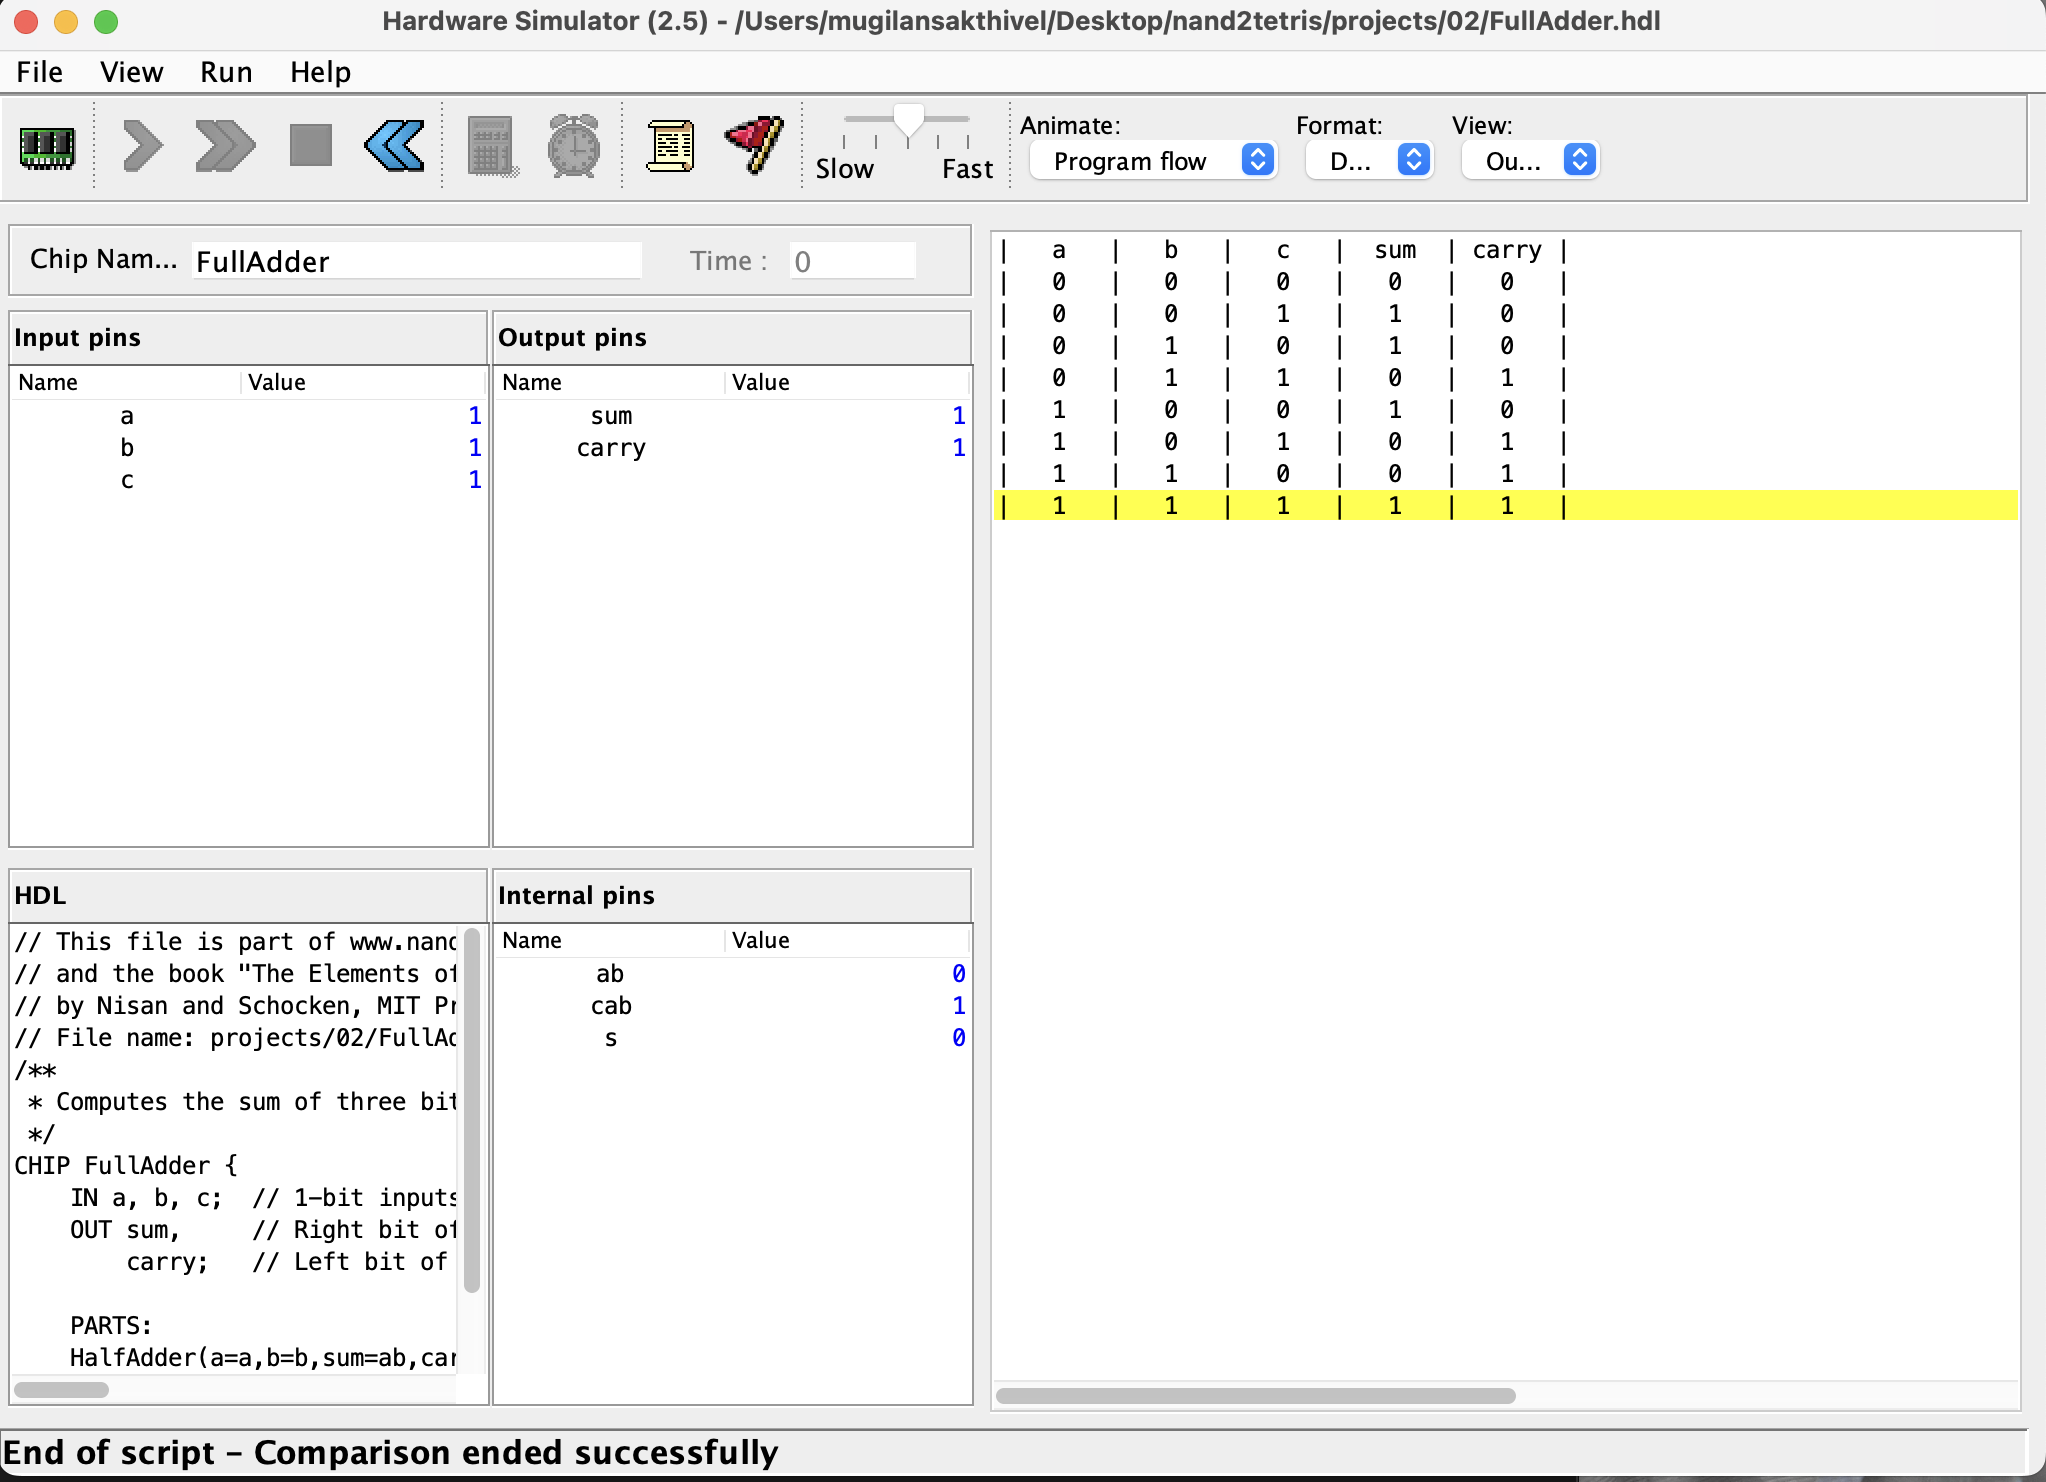 Hardware Simulator (2.5) - /Users/mugilansakthivel/Desktop/nand2tetris/projects/02/FullAdder.hdl
File View Run Help
Animate: Format: View:
Slow Fast Program flow D... Ou...
Chip Nam... FullAdder Time : 0
Input pins
Name Value
a 1
b 1
c 1
Output pins
Name Value
sum 1
carry 1
HDL
// This file is part of www.nand
// and the book "The Elements of
// by Nisan and Schocken, MIT Pr
// File name: projects/02/FullAd
/**
* Computes the sum of three bit
*/
CHIP FullAdder {
IN a, b, c;  // 1-bit inputs
OUT sum,     // Right bit of
carry;   // Left bit of
PARTS:
HalfAdder(a=a,b=b,sum=ab,car
Internal pins
Name Value
ab 0
cab 1
s 0
| a | b | c | sum | carry |
| 0 | 0 | 0 | 0 | 0 |
| 0 | 0 | 1 | 1 | 0 |
| 0 | 1 | 0 | 1 | 0 |
| 0 | 1 | 1 | 0 | 1 |
| 1 | 0 | 0 | 1 | 0 |
| 1 | 0 | 1 | 0 | 1 |
| 1 | 1 | 0 | 0 | 1 |
| 1 | 1 | 1 | 1 | 1 |
End of script - Comparison ended successfully